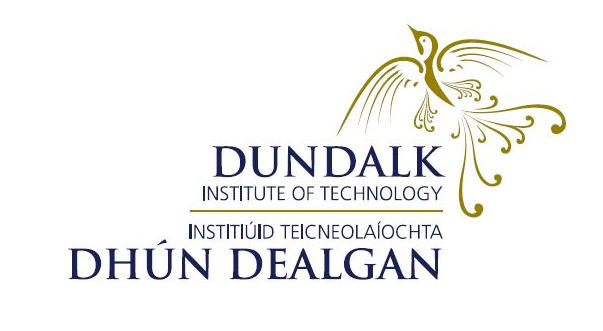 DUNDALK
INSTITUTE OF TECHNOLOGY
INSTITIÚID TEICNEOLAÍOCHTA
DHÚN DEALGAN